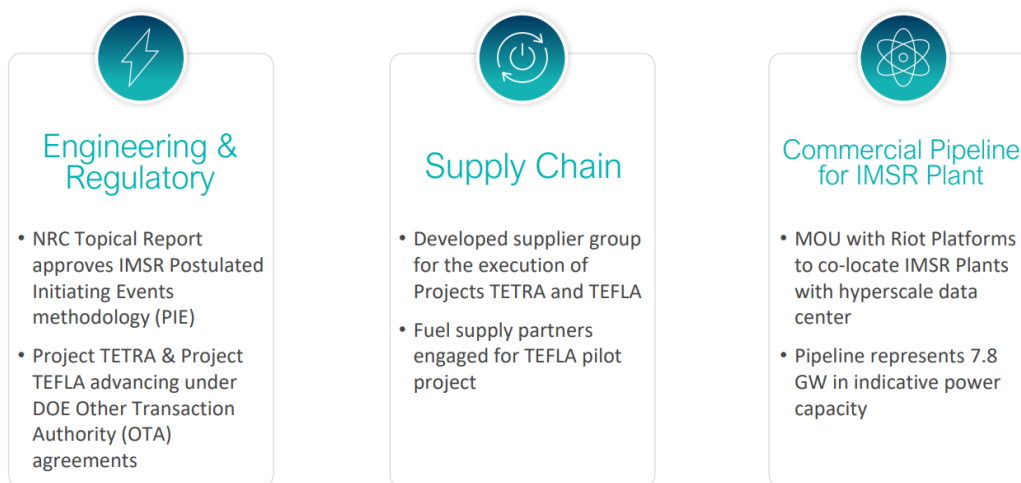 Engineering &
Regulatory
• NRC Topical Report
approves IMSR Postulated
Initiating Events
methodology (PIE)
• Project TETRA & Project
TEFLA advancing under
DOE Other Transaction
Authority (OTA)
agreements
Supply Chain
• Developed supplier group
for the execution of
Projects TETRA and TEFLA
• Fuel supply partners
engaged for TEFLA pilot
project
Commercial Pipeline
for IMSR Plant
• MOU with Riot Platforms
to co-locate IMSR Plants
with hyperscale data
center
• Pipeline represents 7.8
GW in indicative power
capacity